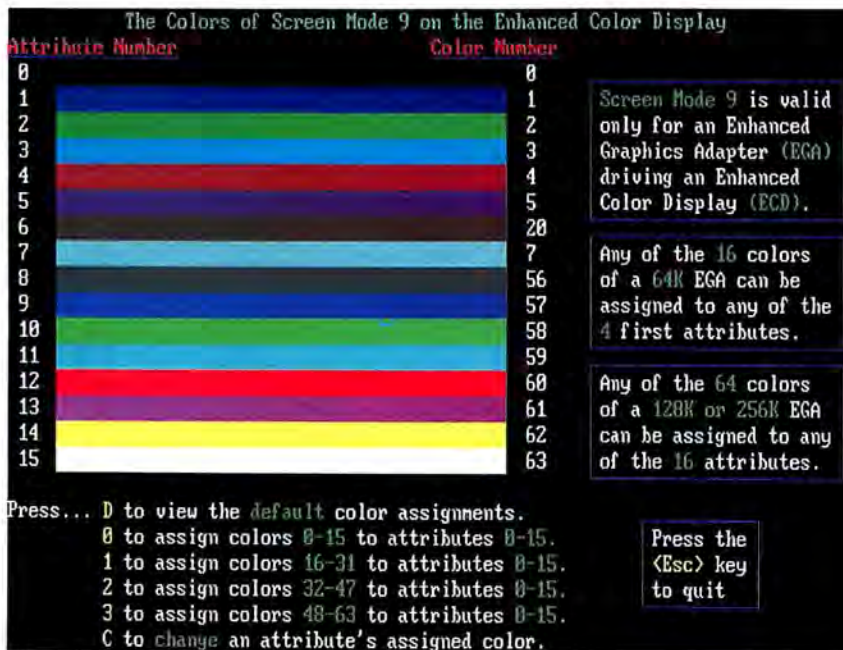 The Colors of Screen Mode 9 on the Enhanced Color Display
Attribute Number
Color Number
0 0
1 1
2 2
3 3
4 4
5 5
6 20
7 7
8 56
9 57
10 58
11 59
12 60
13 61
14 62
15 63
Screen Mode 9 is valid
only for an Enhanced
Graphics Adapter (EGA)
driving an Enhanced
Color Display (ECD).
Any of the 16 colors
of a 64K EGA can be
assigned to any of the
4 first attributes.
Any of the 64 colors
of a 128K or 256K EGA
can be assigned to any
of the 16 attributes.
Press... D to view the default color assignments.
0 to assign colors 0-15 to attributes 0-15.
1 to assign colors 16-31 to attributes 0-15.
2 to assign colors 32-47 to attributes 0-15.
3 to assign colors 48-63 to attributes 0-15.
C to change an attribute's assigned color.
Press the
<Esc> key
to quit